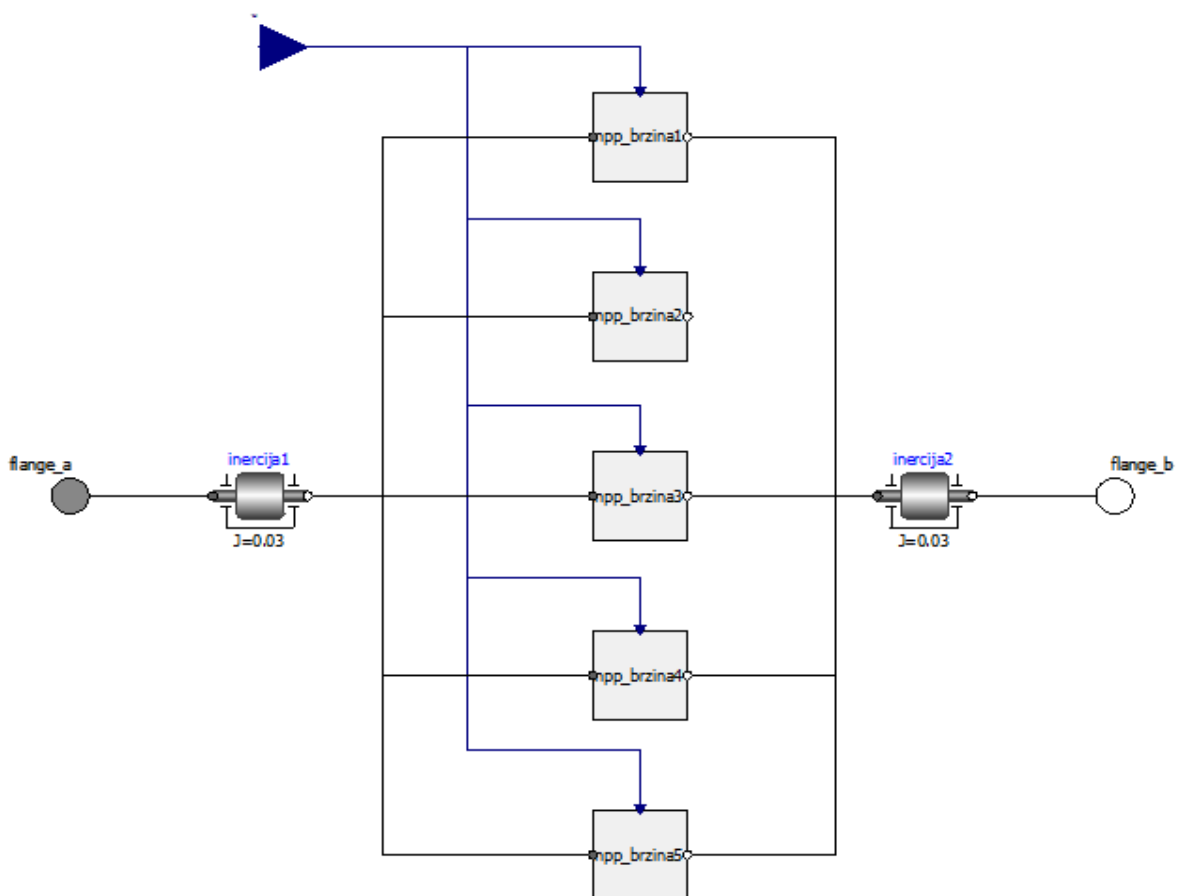 npp_brzina1
npp_brzina2
flange_a
inercija1
J=0.03
npp_brzina3
inercija2
J=0.03
flange_b
npp_brzina4
npp_brzina5